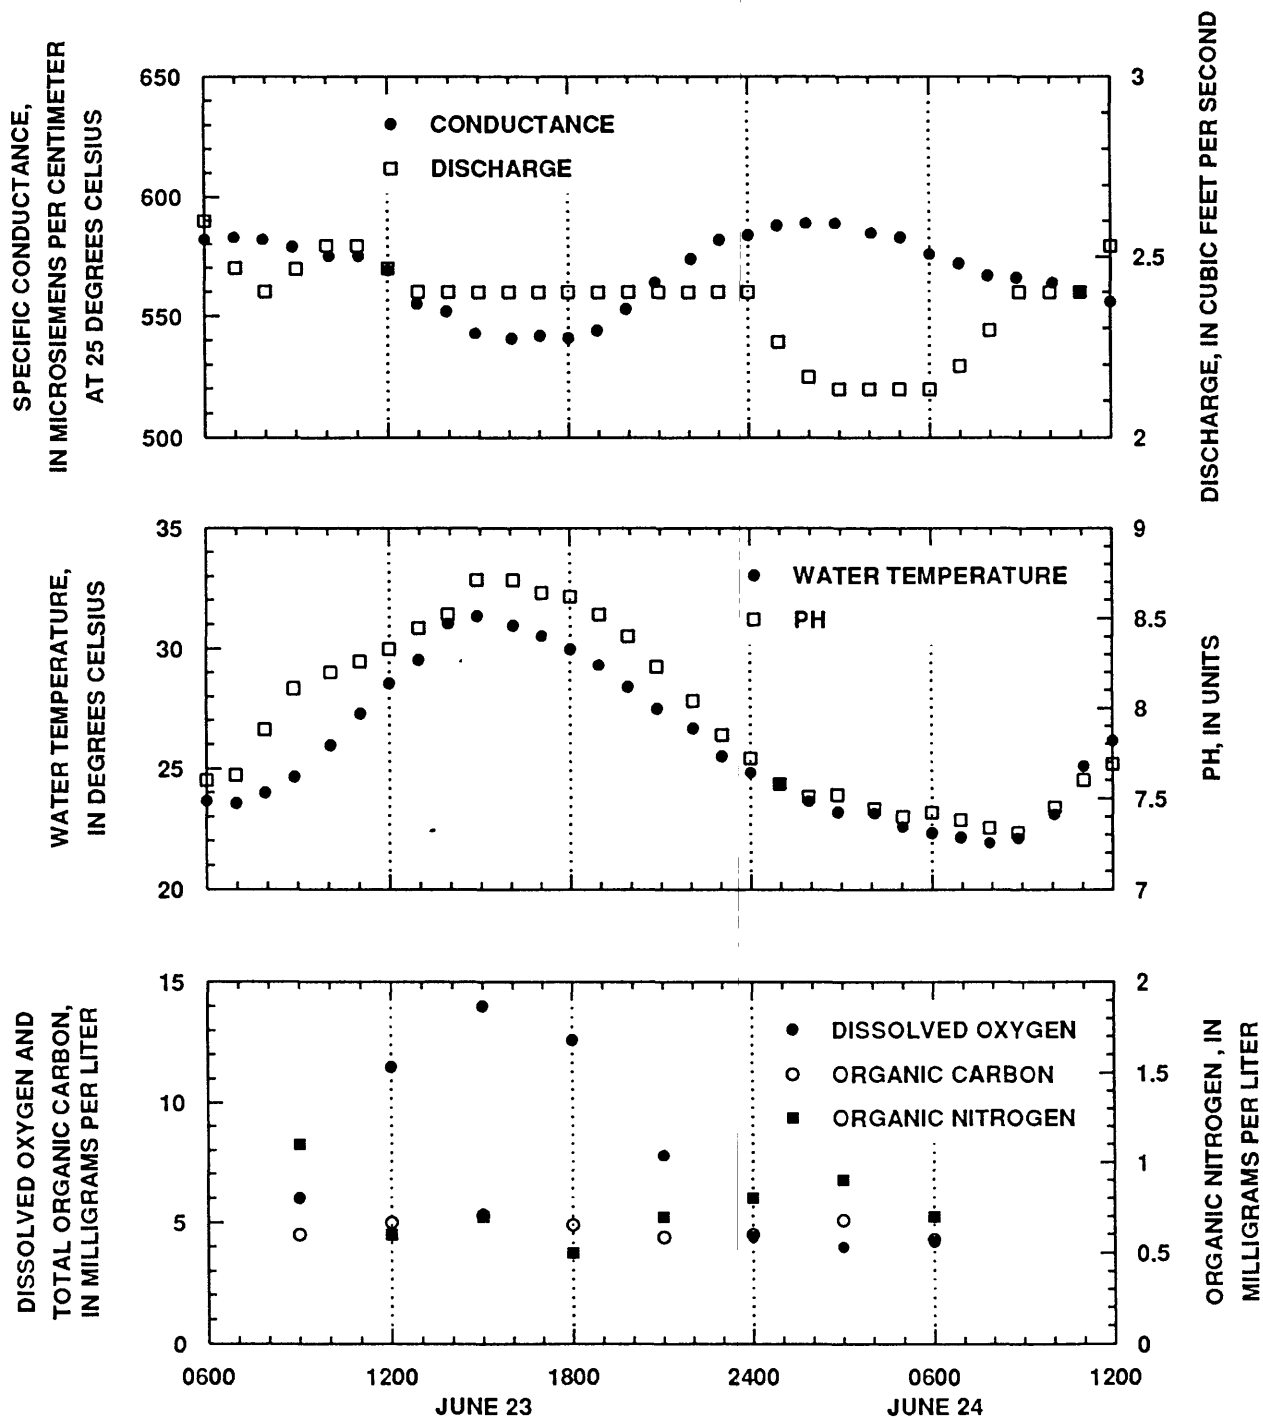 SPECIFIC CONDUCTANCE,
IN MICROSIEMENS PER CENTIMETER
AT 25 DEGREES CELSIUS
650
600
550
500
CONDUCTANCE
DISCHARGE
3
2.5
2
DISCHARGE, IN CUBIC FEET PER SECOND
WATER TEMPERATURE,
IN DEGREES CELSIUS
35
30
25
20
WATER TEMPERATURE
PH
9
8.5
8
7.5
7
PH, IN UNITS
DISSOLVED OXYGEN AND
TOTAL ORGANIC CARBON,
IN MILLIGRAMS PER LITER
15
10
5
0
DISSOLVED OXYGEN
ORGANIC CARBON
ORGANIC NITROGEN
2
1.5
1
0.5
0
ORGANIC NITROGEN, IN
MILLIGRAMS PER LITER
0600 1200 1800 2400 0600 1200
JUNE 23 JUNE 24